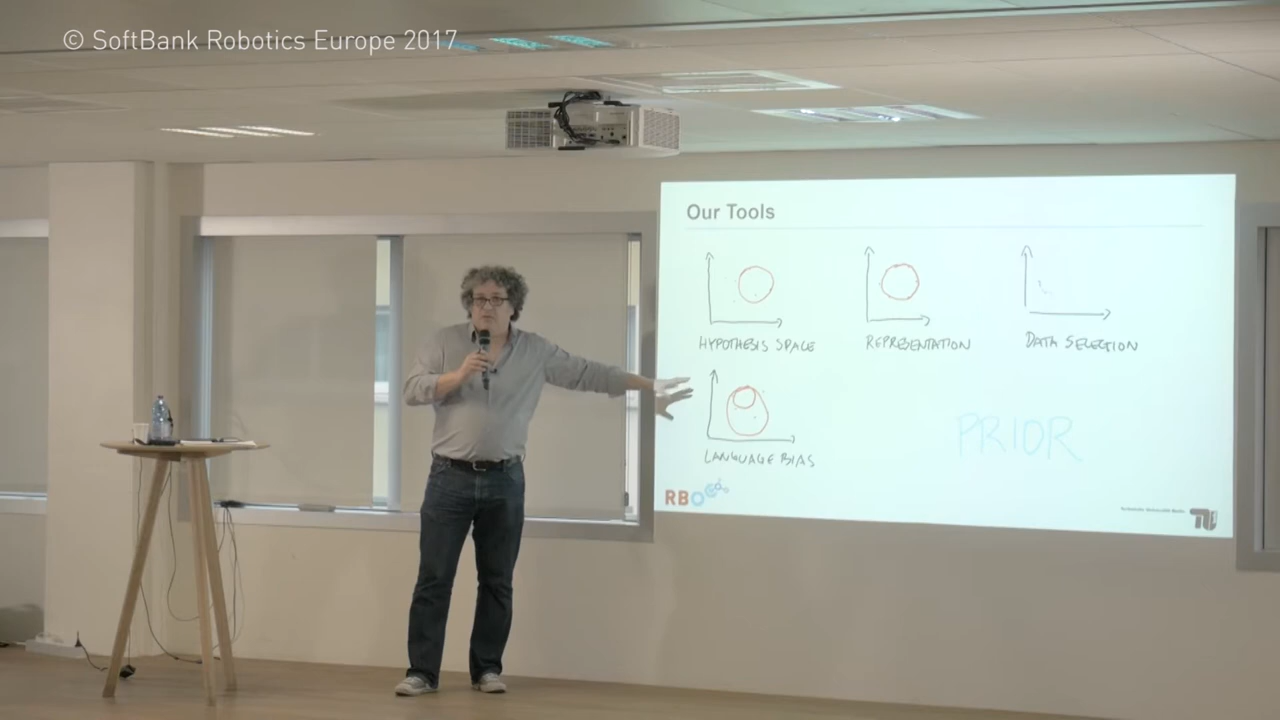 © SoftBank Robotics Europe 2017
Our Tools
HYPOTHESIS SPACE
REPRESENTATION
DATA SELECTION
LANGUAGE BIAS
PRIOR
RBO